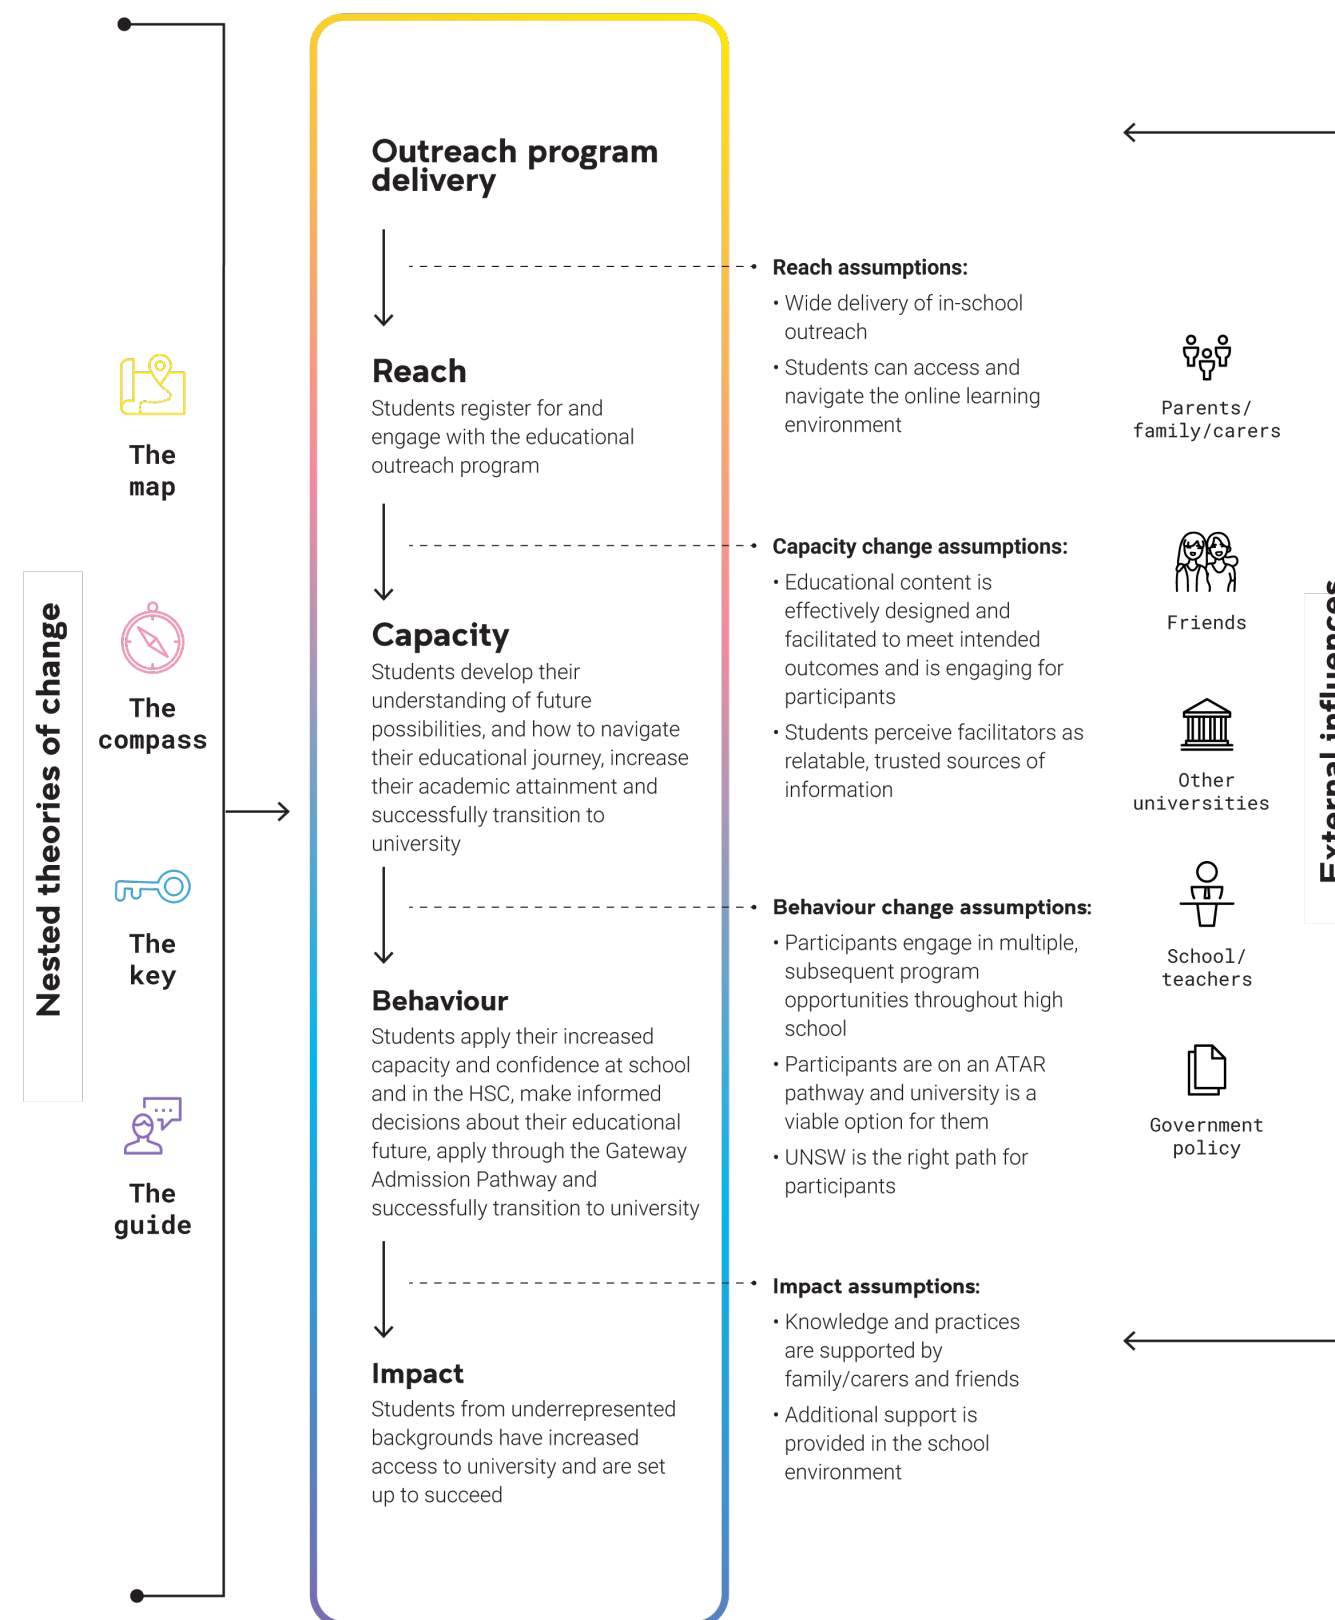 Nested theories of change
The
map
The
compass
The
key
The
guide
Outreach program
delivery
Reach
Students register for and
engage with the educational
outreach program
Capacity
Students develop their
understanding of future
possibilities, and how to navigate
their educational journey, increase
their academic attainment and
successfully transition to
university
Behaviour
Students apply their increased
capacity and confidence at school
and in the HSC, make informed
decisions about their educational
future, apply through the Gateway
Admission Pathway and
successfully transition to university
Impact
Students from underrepresented
backgrounds have increased
access to university and are set
up to succeed
Reach assumptions:
• Wide delivery of in-school
outreach
• Students can access and
navigate the online learning
environment
Capacity change assumptions:
• Educational content is
effectively designed and
facilitated to meet intended
outcomes and is engaging for
participants
• Students perceive facilitators as
relatable, trusted sources of
information
Behaviour change assumptions:
• Participants engage in multiple,
subsequent program
opportunities throughout high
school
• Participants are on an ATAR
pathway and university is a
viable option for them
• UNSW is the right path for
participants
Impact assumptions:
• Knowledge and practices
are supported by
family/carers and friends
• Additional support is
provided in the school
environment
Parents/
family/carers
Friends
Other
universities
School/
teachers
Government
policy
External influences